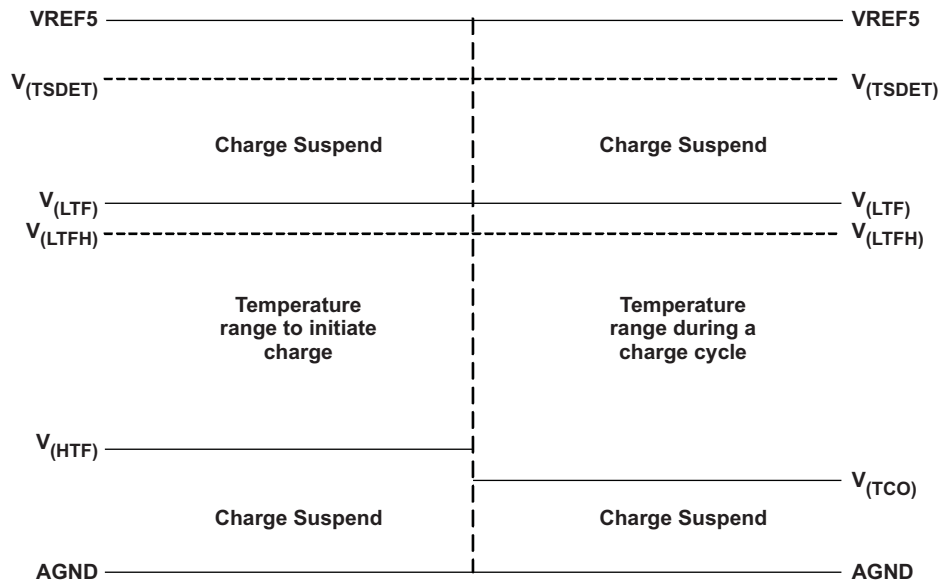 VREF5 VREF5
V(TSDET) V(TSDET)
Charge Suspend Charge Suspend
V(LTF) V(LTF)
V(LTFH) V(LTFH)
Temperature Temperature
range to initiate range during a
charge charge cycle
V(HTF)
V(TCO)
Charge Suspend Charge Suspend
AGND AGND